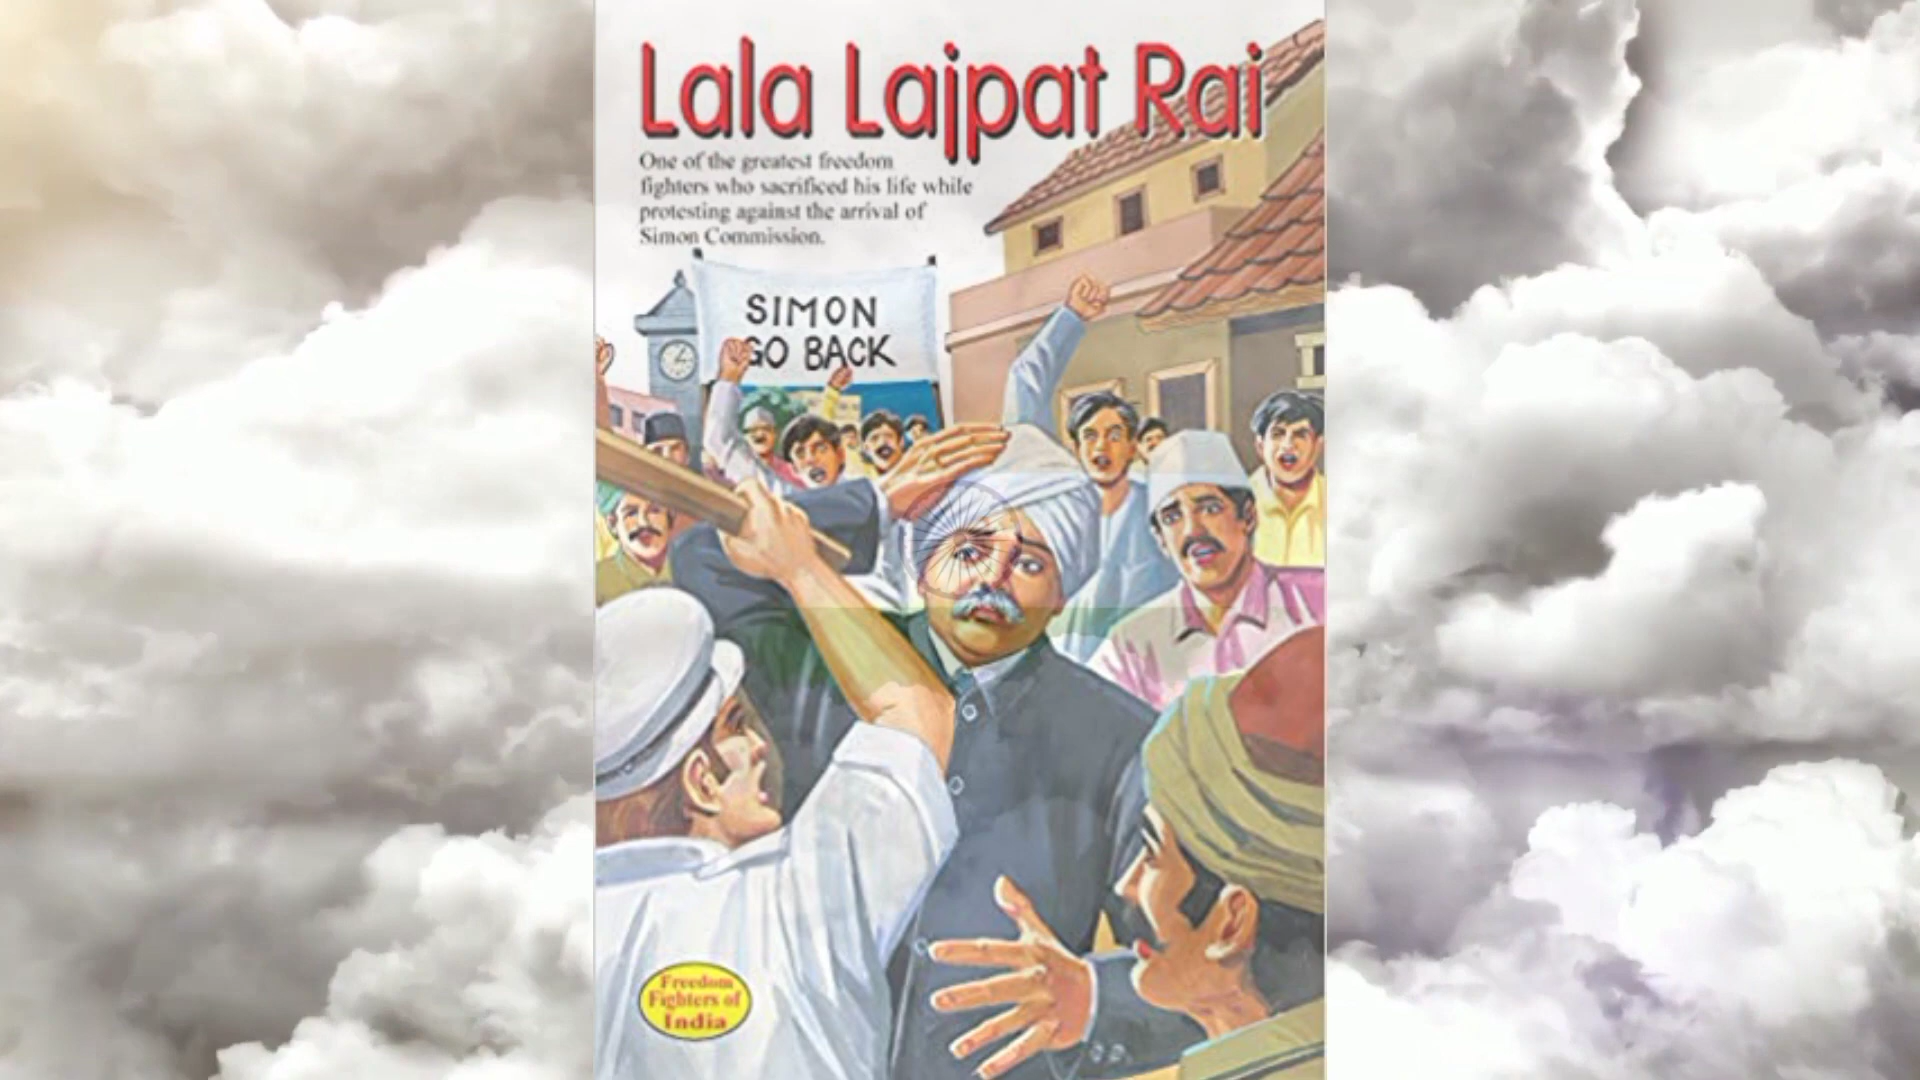 Lala Lajpat Rai
One of the greatest freedom
fighters who sacrificed his life while
protesting against the arrival of
Simon Commission.
SIMON
GO BACK
Freedom
Fighters of
India